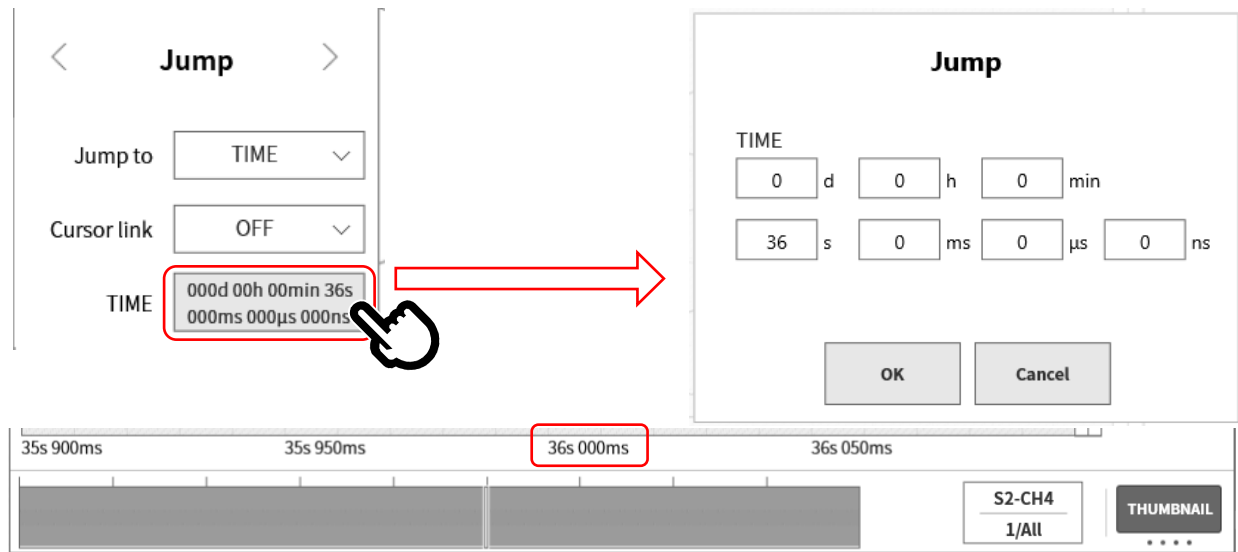 Jump
Jump to TIME
Cursor link OFF
TIME 000d 00h 00min 36s
000ms 000μs 000ns
Jump
TIME
0 d 0 h 0 min
36 s 0 ms 0 μs 0 ns
OK Cancel
35s 900ms 35s 950ms 36s 000ms 36s 050ms
S2-CH4
1/All
THUMBNAIL